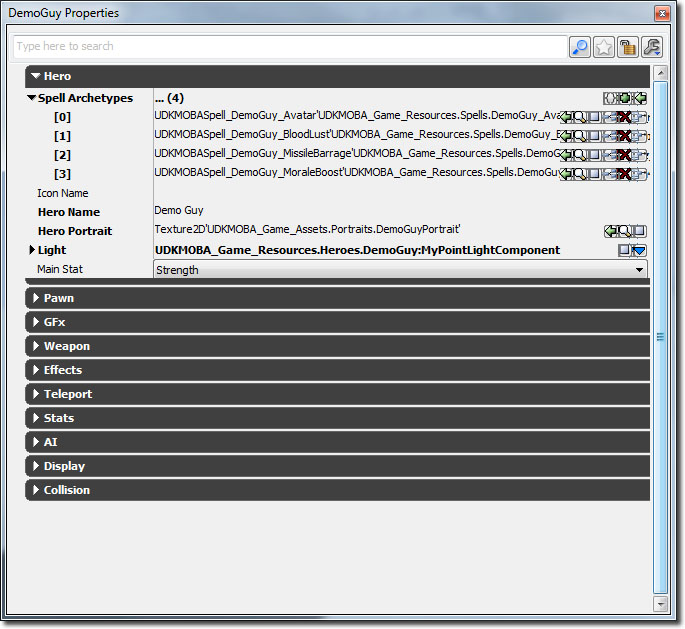 DemoGuy Properties
Type here to search
Hero
Spell Archetypes ... (4)
[0] UDKMOBASpell_DemoGuy_Avatar'UDKMOBA_Game_Resources.Spells.DemoGuy_Ava
[1] UDKMOBASpell_DemoGuy_BloodLust'UDKMOBA_Game_Resources.Spells.DemoGuy_B
[2] UDKMOBASpell_DemoGuy_MissileBarrage'UDKMOBA_Game_Resources.Spells.DemoG
[3] UDKMOBASpell_DemoGuy_MoraleBoost'UDKMOBA_Game_Resources.Spells.DemoGuy
Icon Name
Hero Name Demo Guy
Hero Portrait Texture2D'UDKMOBA_Game_Assets.Portraits.DemoGuyPortrait'
Light UDKMOBA_Game_Resources.Heroes.DemoGuy:MyPointLightComponent
Main Stat Strength
Pawn
GFx
Weapon
Effects
Teleport
Stats
AI
Display
Collision